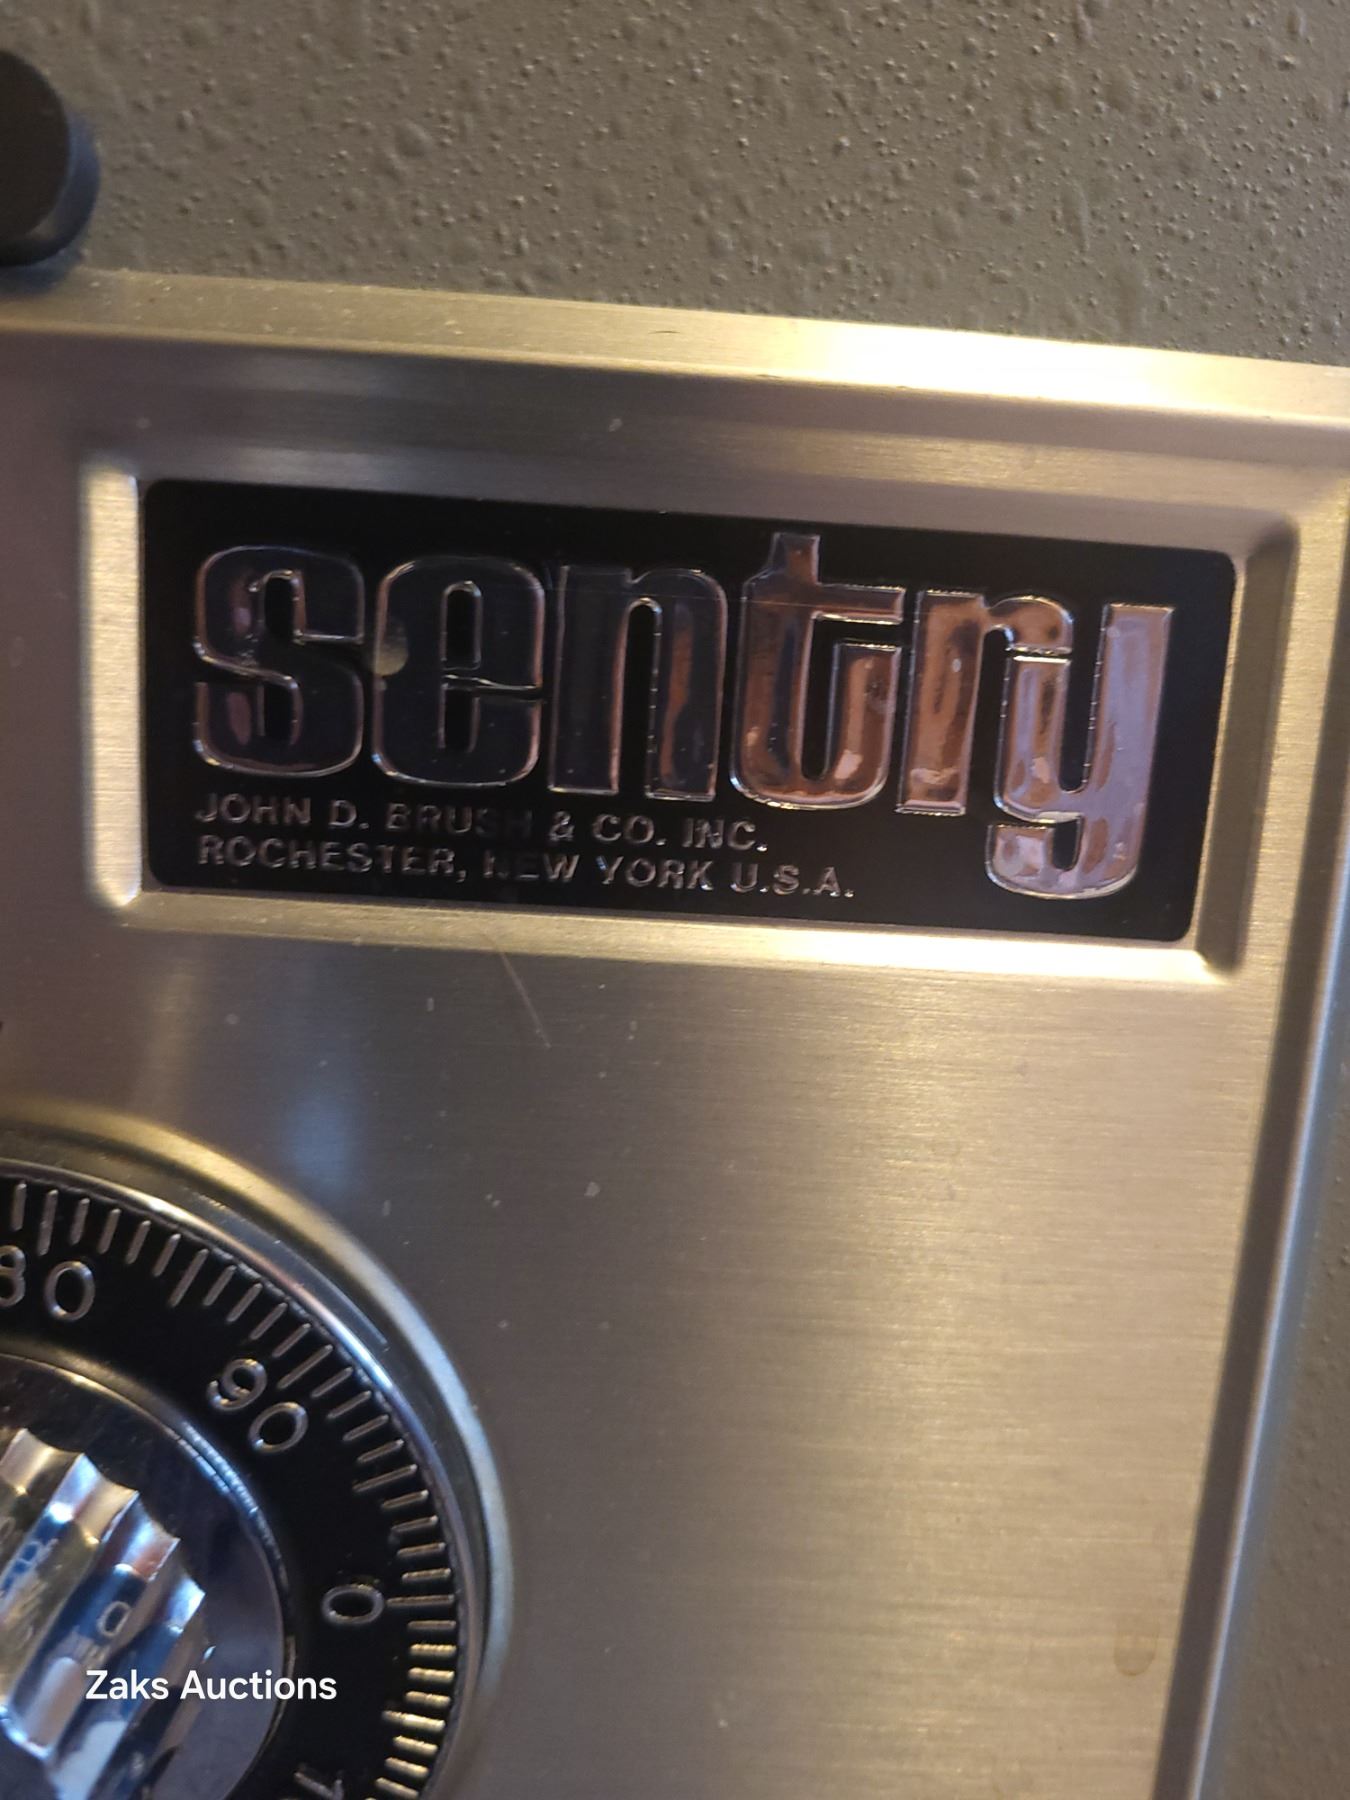 sentry
JOHN D. BRUSH & CO. INC.
ROCHESTER, NEW YORK U.S.A.
80
90
0
Zaks Auctions